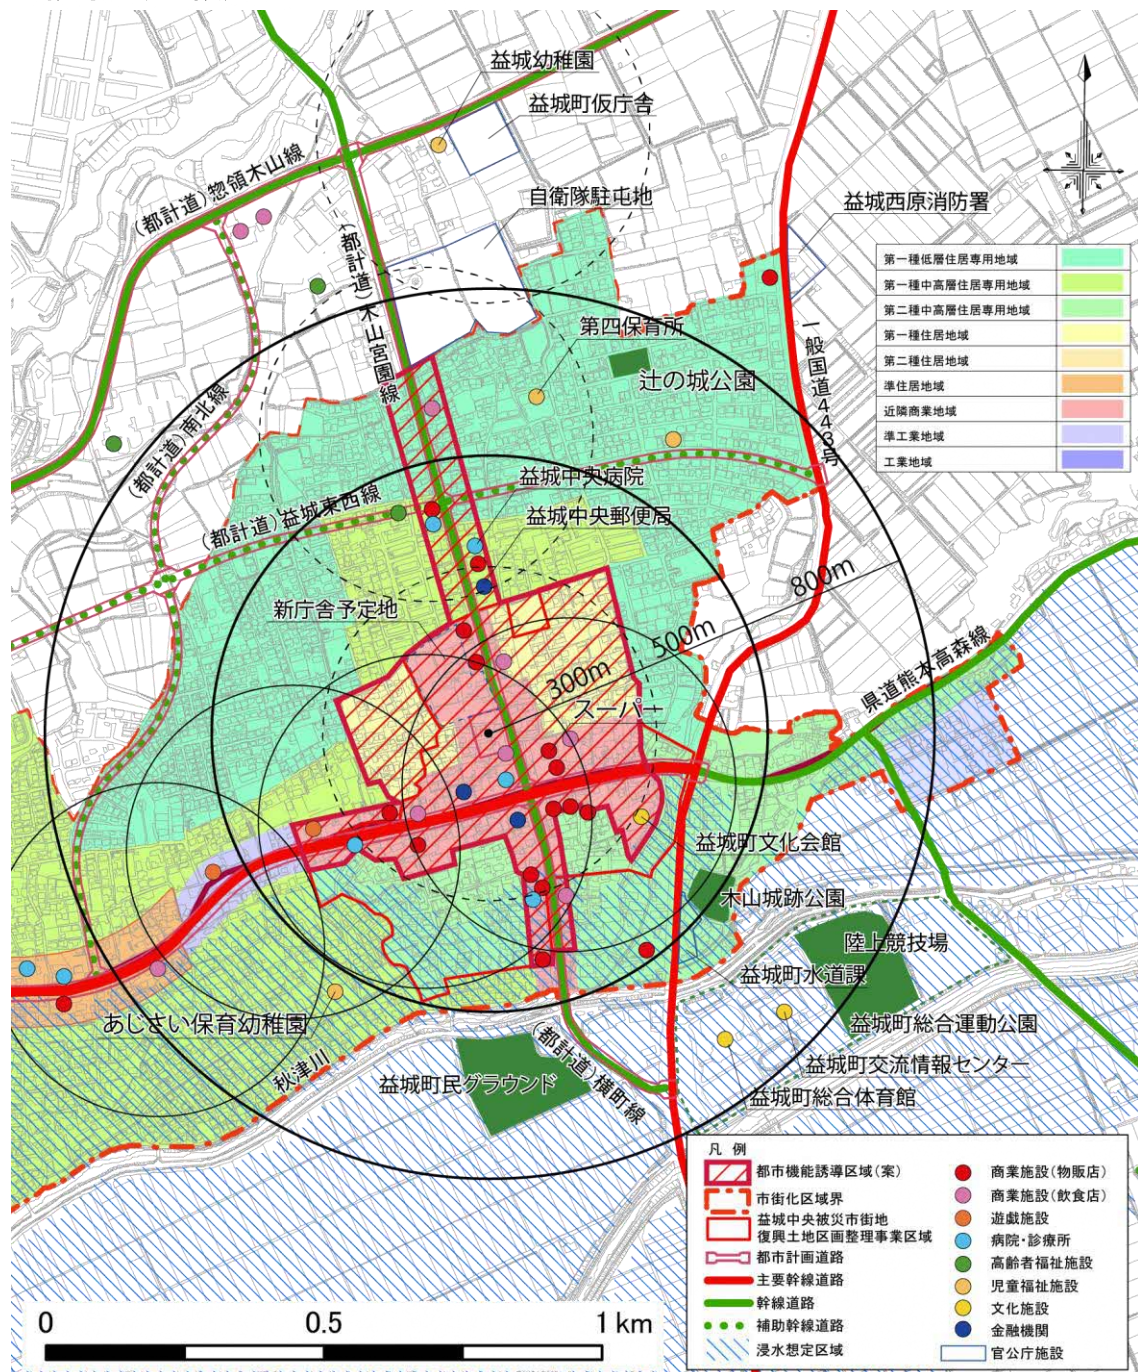 益城幼稚園
益城町仮庁舎
自衛隊駐屯地
益城西原消防署
(都計道)惣領木山線
(都計道)木山宮園線
第一種低層住居専用地域
第一種中高層住居専用地域
第二種中高層住居専用地域
第一種住居地域
第二種住居地域
準住居地域
近隣商業地域
準工業地域
工業地域
第四保育所
辻の城公園
一般国道443号
(都計道)南北線
(都計道)益城東西線
益城中央病院
益城中央郵便局
新庁舎予定地
800m
500m
300m
スーパー
県道熊本高森線
益城町文化会館
木山城跡公園
陸上競技場
益城町水道課
あじさい保育幼稚園
益城町総合運動公園
秋津川
益城町民グラウンド
(都計道)横町線
益城町交流情報センター
益城町総合体育館
凡例
都市機能誘導区域(案)
市街化区域界
益城中央被災市街地
復興土地区画整理事業区域
都市計画道路
主要幹線道路
幹線道路
補助幹線道路
浸水想定区域
商業施設(物販店)
商業施設(飲食店)
遊戯施設
病院・診療所
高齢者福祉施設
児童福祉施設
文化施設
金融機関
官公庁施設
0 0.5 1 km